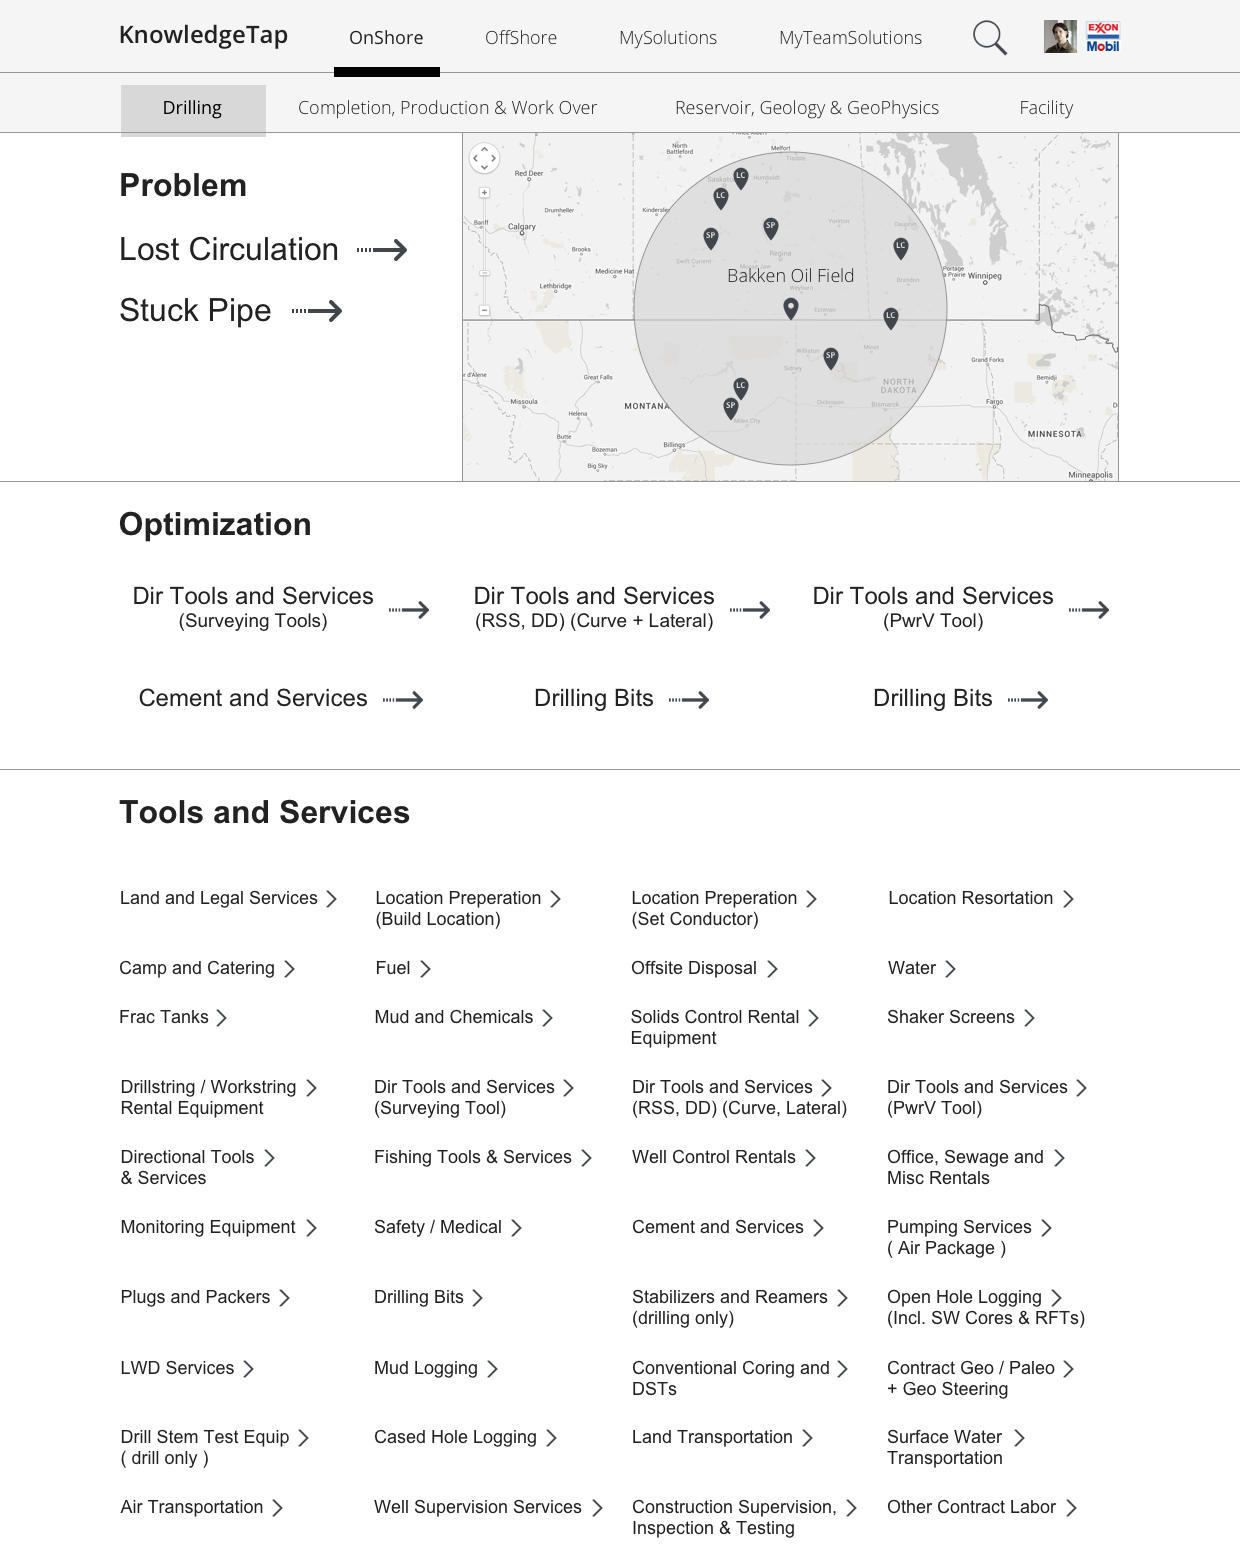 KnowledgeTap
OnShore
OffShore
MySolutions
MyTeamSolutions
EXXON
Mobil
Drilling
Completion, Production & Work Over
Reservoir, Geology & GeoPhysics
Facility
Problem
Lost Circulation
Stuck Pipe
North
Battleford
Melfort
Tisdale
Red Deer
Humboldt
LC
LC
Drumheller
Kindersley
Yorkton
Banff
Calgary
SP
SP
LC
Brooks
Regina
Swift Current
Medicine Hat
Bakken Oil Field
Portage
la Prairie
Winnipeg
Brandon
Lethbridge
Weyburn
Estevan
LC
Williston
Minot
SP
Grand Forks
Sidney
r d'Alene
Great Falls
NORTH
DAKOTA
Bemidji
LC
SP
Missoula
MONTANA
Dickinson
Bismarck
Fargo
Helena
Miles City
Butte
Billings
MINNESOTA
Bozeman
Big Sky
Minneapolis
Optimization
Dir Tools and Services
(Surveying Tools)
Dir Tools and Services
(RSS, DD) (Curve + Lateral)
Dir Tools and Services
(PwrV Tool)
Cement and Services
Drilling Bits
Drilling Bits
Tools and Services
Land and Legal Services
Location Preperation
(Build Location)
Location Preperation
(Set Conductor)
Location Resortation
Camp and Catering
Fuel
Offsite Disposal
Water
Frac Tanks
Mud and Chemicals
Solids Control Rental
Equipment
Shaker Screens
Drillstring / Workstring
Rental Equipment
Dir Tools and Services
(Surveying Tool)
Dir Tools and Services
(RSS, DD) (Curve, Lateral)
Dir Tools and Services
(PwrV Tool)
Directional Tools
& Services
Fishing Tools & Services
Well Control Rentals
Office, Sewage and
Misc Rentals
Monitoring Equipment
Safety / Medical
Cement and Services
Pumping Services
( Air Package )
Plugs and Packers
Drilling Bits
Stabilizers and Reamers
(drilling only)
Open Hole Logging
(Incl. SW Cores & RFTs)
LWD Services
Mud Logging
Conventional Coring and
DSTs
Contract Geo / Paleo
+ Geo Steering
Drill Stem Test Equip
( drill only )
Cased Hole Logging
Land Transportation
Surface Water
Transportation
Air Transportation
Well Supervision Services
Construction Supervision,
Inspection & Testing
Other Contract Labor